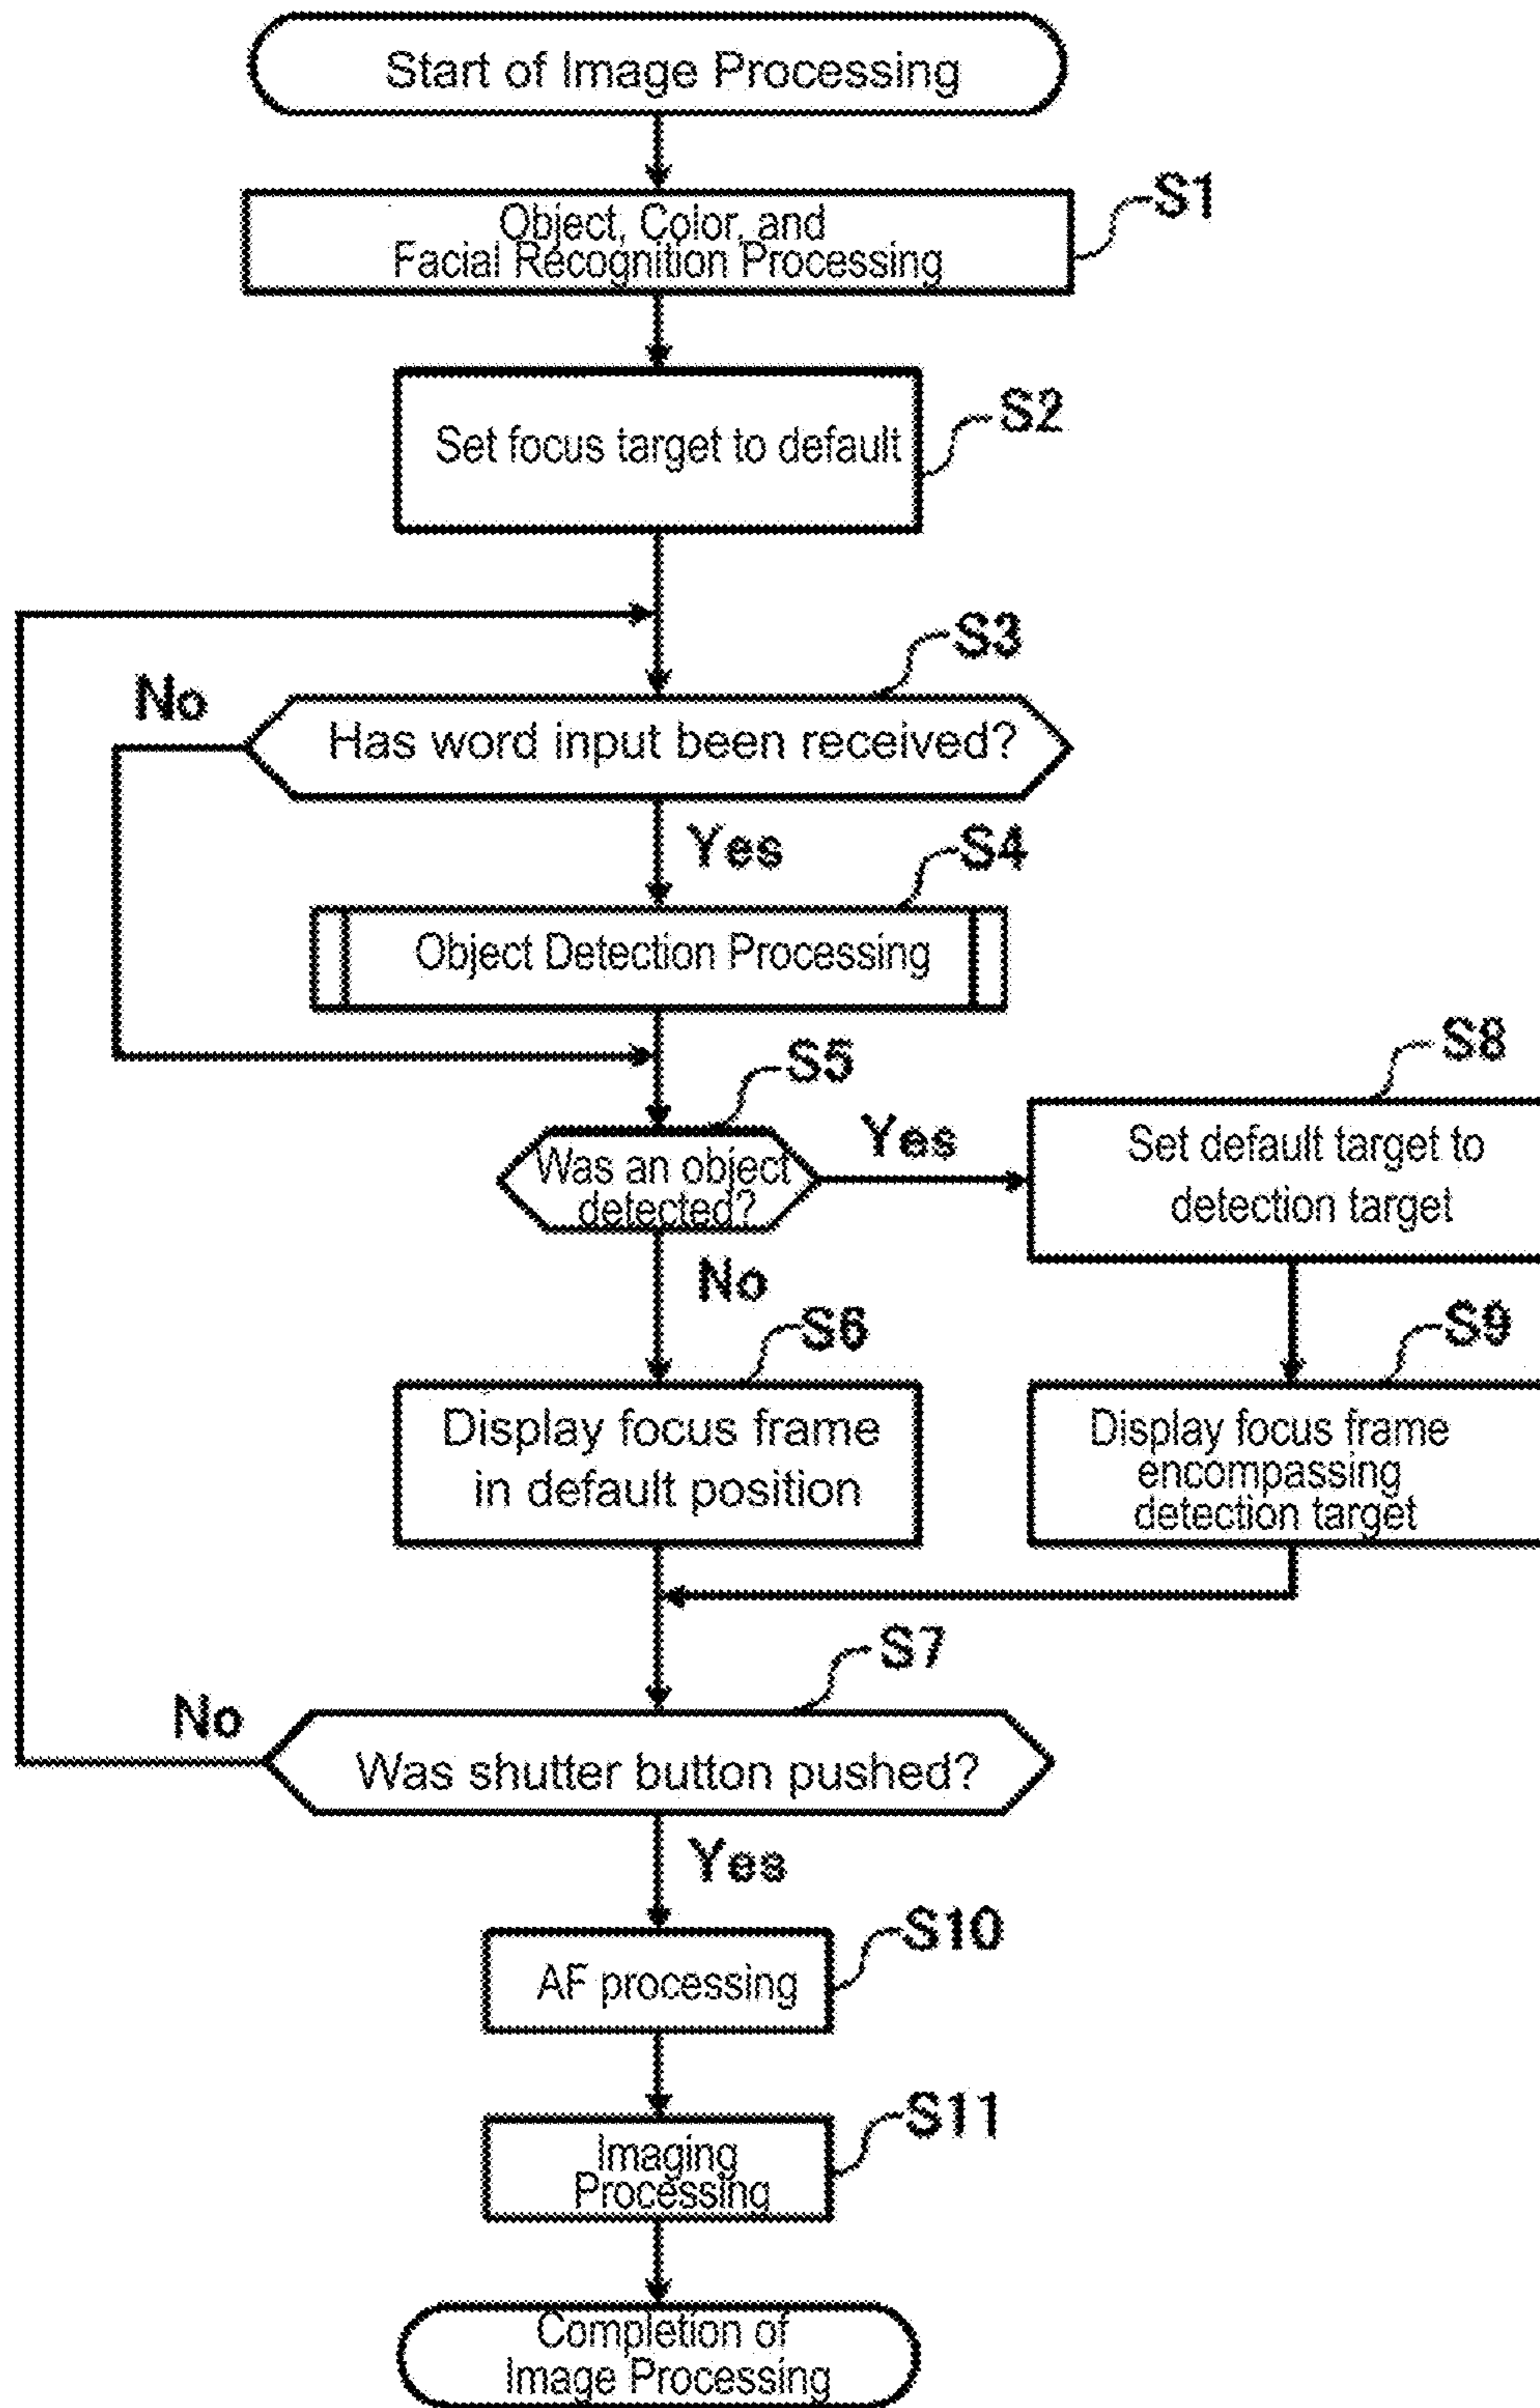 Start of Image Processing
S1
Object, Color, and
Facial Recognition Processing
S2
Set focus target to default
S3
No
Has word input been received?
Yes
S4
Object Detection Processing
S5
S8
Yes
Was an object
detected?
Set default target to
detection target
No
S6
S9
Display focus frame
in default position
Display focus frame
encompassing
detection target
S7
No
Was shutter button pushed?
Yes
S10
AF processing
S11
Imaging
Processing
Completion of
Image Processing